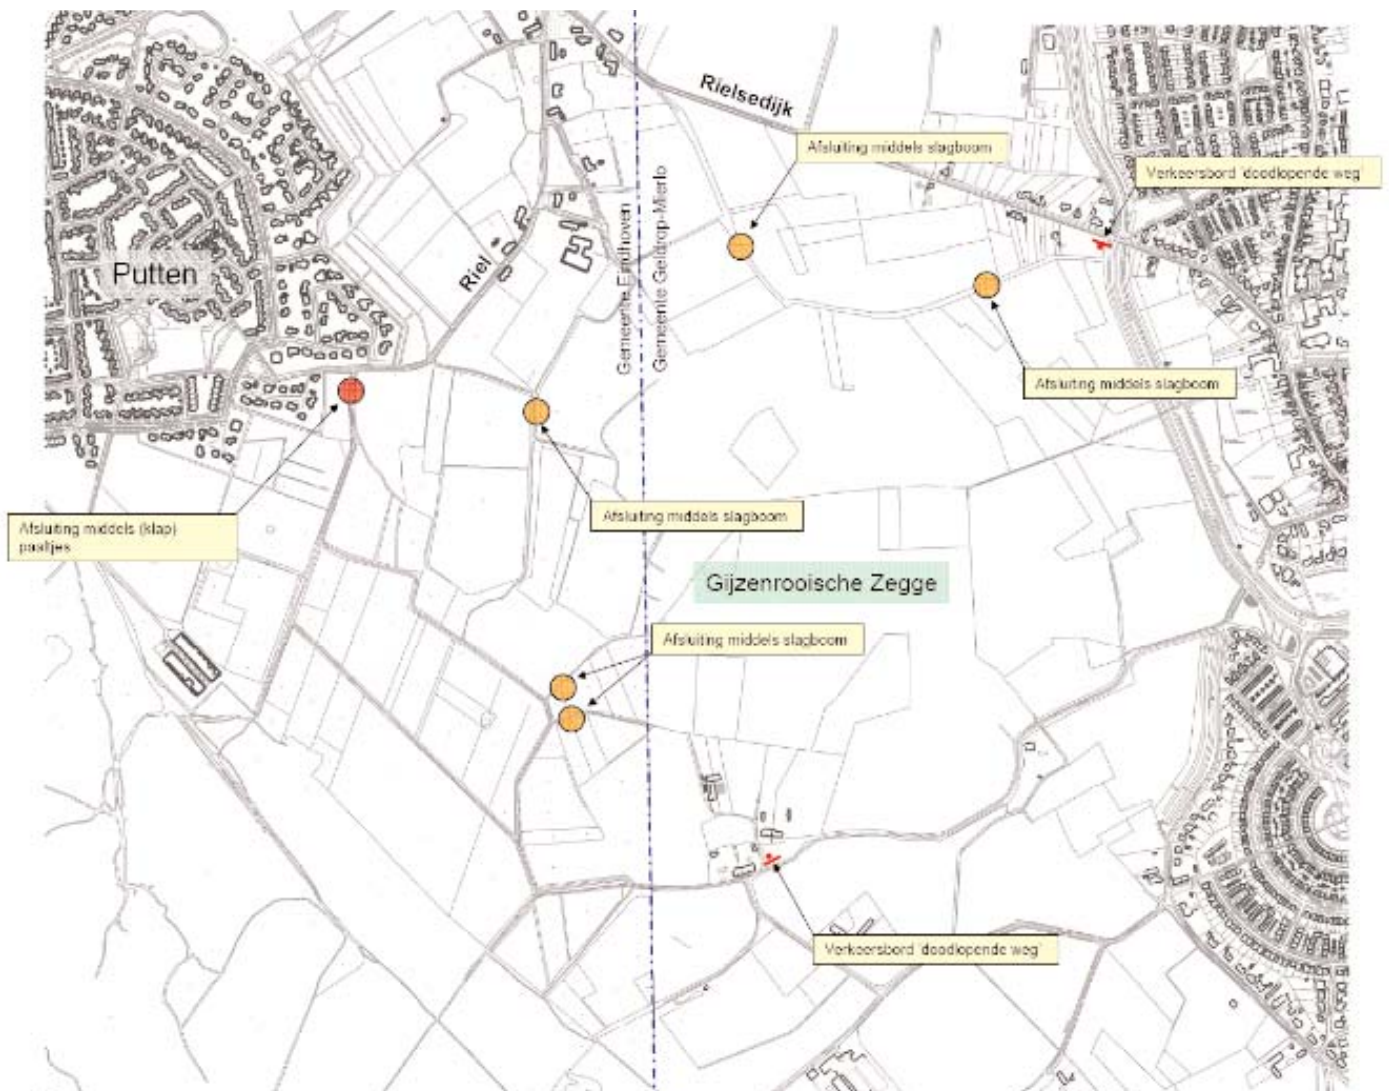 Rielsedijk
Afsluiting middels slagboom
Verkeersbord 'doodlopende weg'
Gemeente Eindhoven
Gemeente Geldrop-Mierlo
Putten
Riel
Afsluiting middels slagboom
Afsluiting middels (klap)
paaltjes
Afsluiting middels slagboom
Gijzenrooische Zegge
Afsluiting middels slagboom
Verkeersbord 'doodlopende weg'